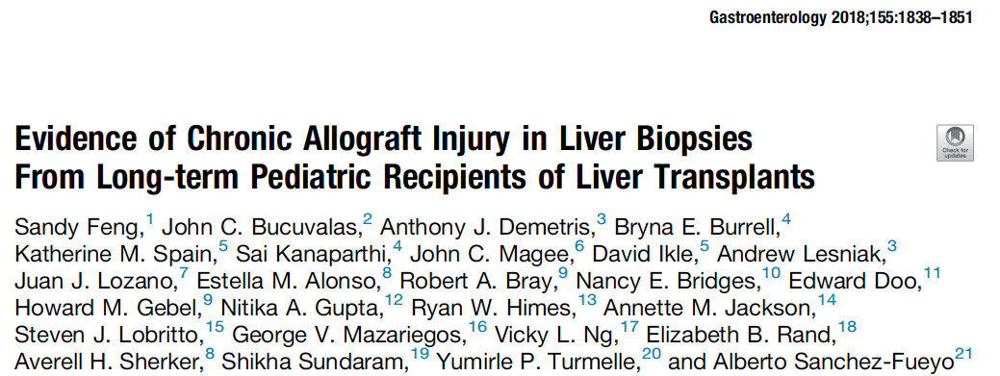 Gastroenterology 2018;155:1838–1851
Evidence of Chronic Allograft Injury in Liver Biopsies
Check for updates
From Long-term Pediatric Recipients of Liver Transplants
Sandy Feng,1 John C. Bucuvalas,2 Anthony J. Demetris,3 Bryna E. Burrell,4
Katherine M. Spain,5 Sai Kanaparthi,4 John C. Magee,6 David Ikle,5 Andrew Lesniak,3
Juan J. Lozano,7 Estella M. Alonso,8 Robert A. Bray,9 Nancy E. Bridges,10 Edward Doo,11
Howard M. Gebel,9 Nitika A. Gupta,12 Ryan W. Himes,13 Annette M. Jackson,14
Steven J. Lobritto,15 George V. Mazariegos,16 Vicky L. Ng,17 Elizabeth B. Rand,18
Averell H. Sherker,8 Shikha Sundaram,19 Yumirle P. Turmelle,20 and Alberto Sanchez-Fueyo21